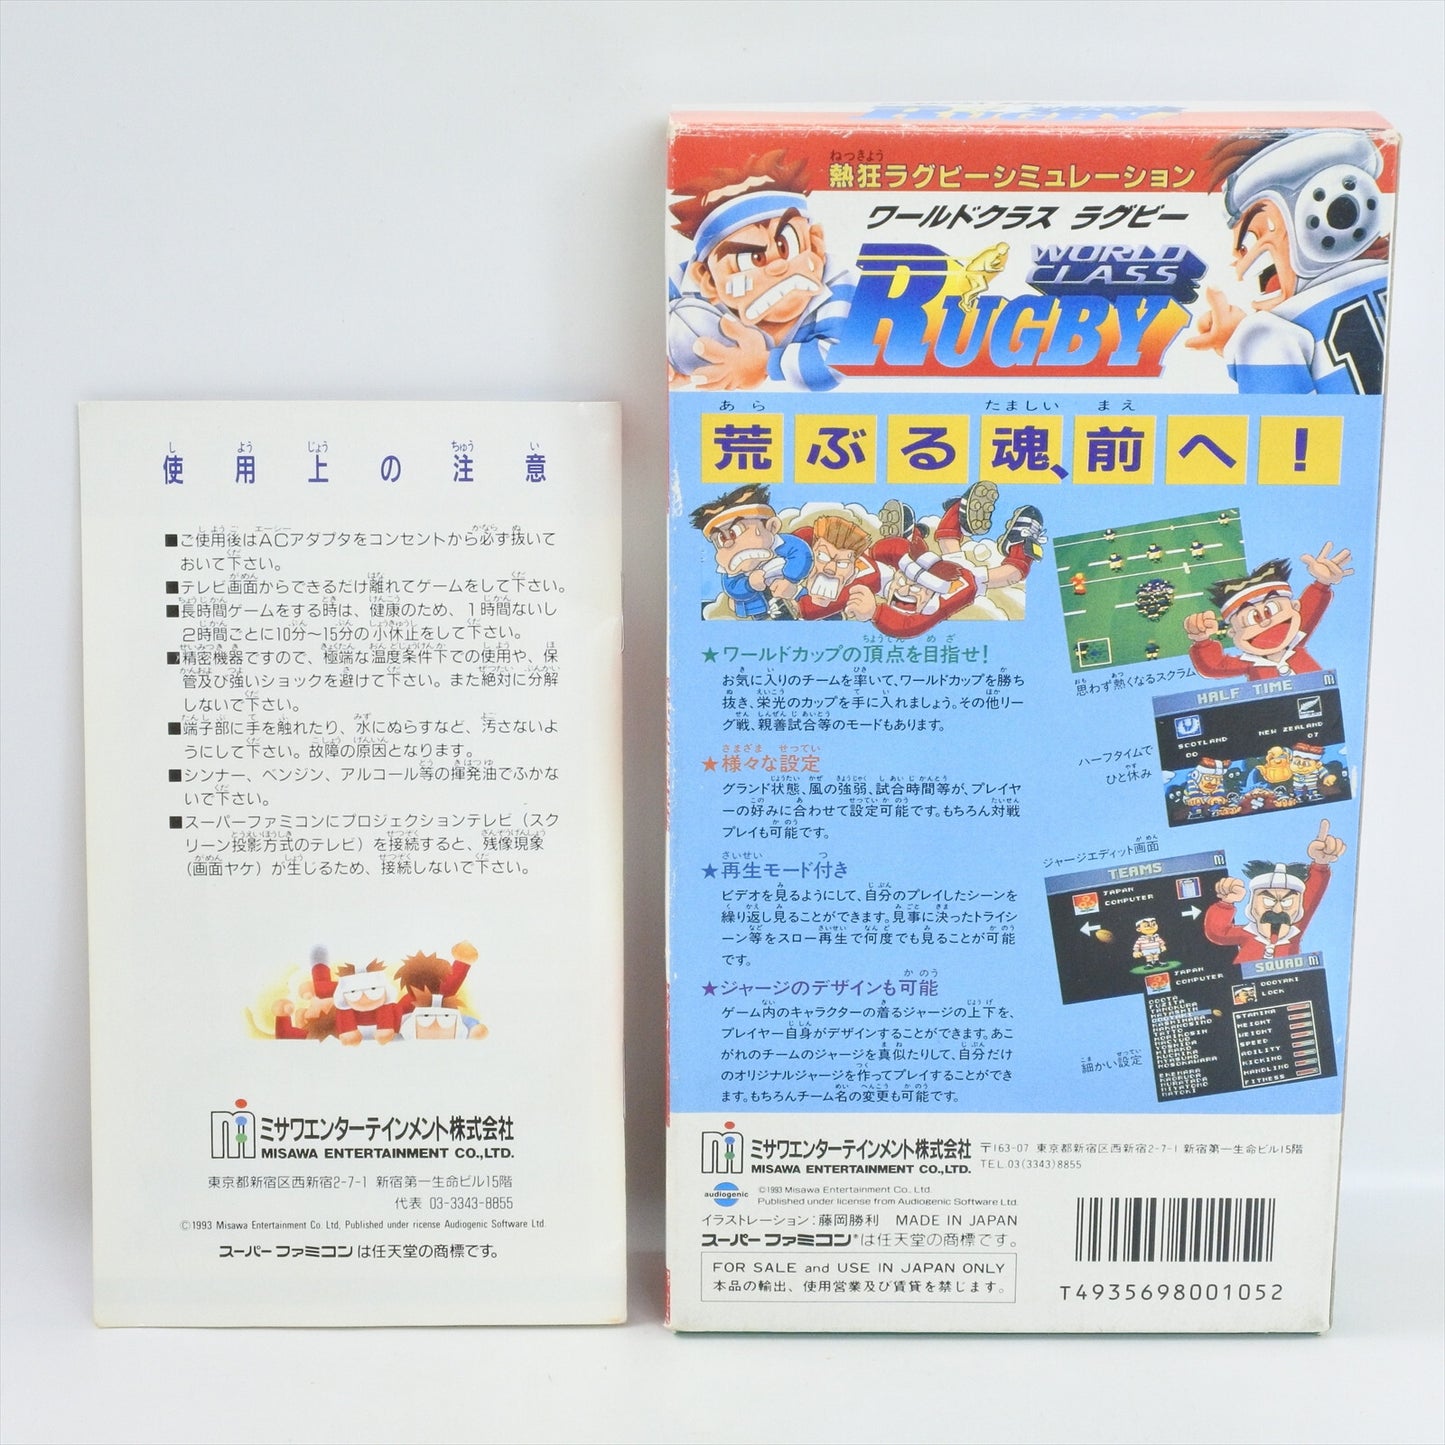 使用上の注意
■ご使用後はACアダプタをコンセントから必ず抜いて
おいて下さい。
■テレビ画面からできるだけ離れてゲームをして下さい。
■長時間ゲームをする時は、健康のため、1時間ないし
2時間ごとに10分〜15分の小休止をして下さい。
■精密機器ですので、極端な温度条件下での使用や、保
管及び強いショックを避けて下さい。また絶対に分解
しないで下さい。
■端子部に手を触れたり、水にぬらすなど、汚さないよ
うにして下さい。故障の原因となります。
■シンナー、ベンジン、アルコール等の揮発油でふかな
いで下さい。
■スーパーファミコンにプロジェクションテレビ（スク
リーン投影方式のテレビ）を接続すると、残像現象
（画面ヤケ）が生じるため、接続しないで下さい。
ミサワエンターテインメント株式会社
MISAWA ENTERTAINMENT CO.,LTD.
東京都新宿区西新宿2-7-1 新宿第一生命ビル15階
代表 03-3343-8855
©1993 Misawa Entertainment Co. Ltd, Published under ricense Audiogenic Software Ltd.
スーパーファミコンは任天堂の商標です。
熱狂ラグビーシミュレーション
ワールドクラス ラグビー
WORLD CLASS
RUGBY
荒ぶる魂、前へ!
★ワールドカップの頂点を目指せ!
お気に入りのチームを率いて、ワールドカップを勝ち
抜き、栄光のカップを手に入れましょう。その他リー
グ戦、親善試合等のモードもあります。
★様々な設定
グランド状態、風の強弱、試合時間等が、プレイヤ
ーの好みに合わせて設定可能です。もちろん対戦
プレイも可能です。
★再生モード付き
ビデオを見るようにして、自分のプレイしたシーンを
繰り返し見ることができます。見事に決ったトライシ
ーン等をスロー再生で何度でも見ることが可能
です。
★ジャージのデザインも可能
ゲーム内のキャラクターの着るジャージの上下を、
プレイヤー自身がデザインすることができます。あこ
がれのチームのジャージを真似たりして、自分だけ
のオリジナルジャージを作ってプレイすることができ
ます。もちろんチーム名の変更も可能です。
思わず熱くなるスクラム
HALF TIME
SCOTLAND
00
NEW ZEALAND
07
ハーフタイムで
ひと休み
ジャージエディット画面
TEAMS
JAPAN
COMPUTER
JAPAN
COMPUTER
SQUAD
OOOYAKI
LOCK
STAMINA
HEIGHT
WEIGHT
SPEED
AGILITY
KICKING
HANDLING
FITNESS
細かい設定
ミサワエンターテインメント株式会社
MISAWA ENTERTAINMENT CO.,LTD.
〒163-07 東京都新宿区西新宿2-7-1 新宿第一生命ビル15階
TEL.03(3343)8855
audiogenic
©1993 Misawa Entertainment Co. Ltd.
Published under license from Audiogenic Software Ltd.
イラストレーション:藤岡勝利 MADE IN JAPAN
スーパーファミコン®は任天堂の商標です。
FOR SALE and USE IN JAPAN ONLY
本品の輸出、使用営業及び賃貸を禁じます。
T4935698001052